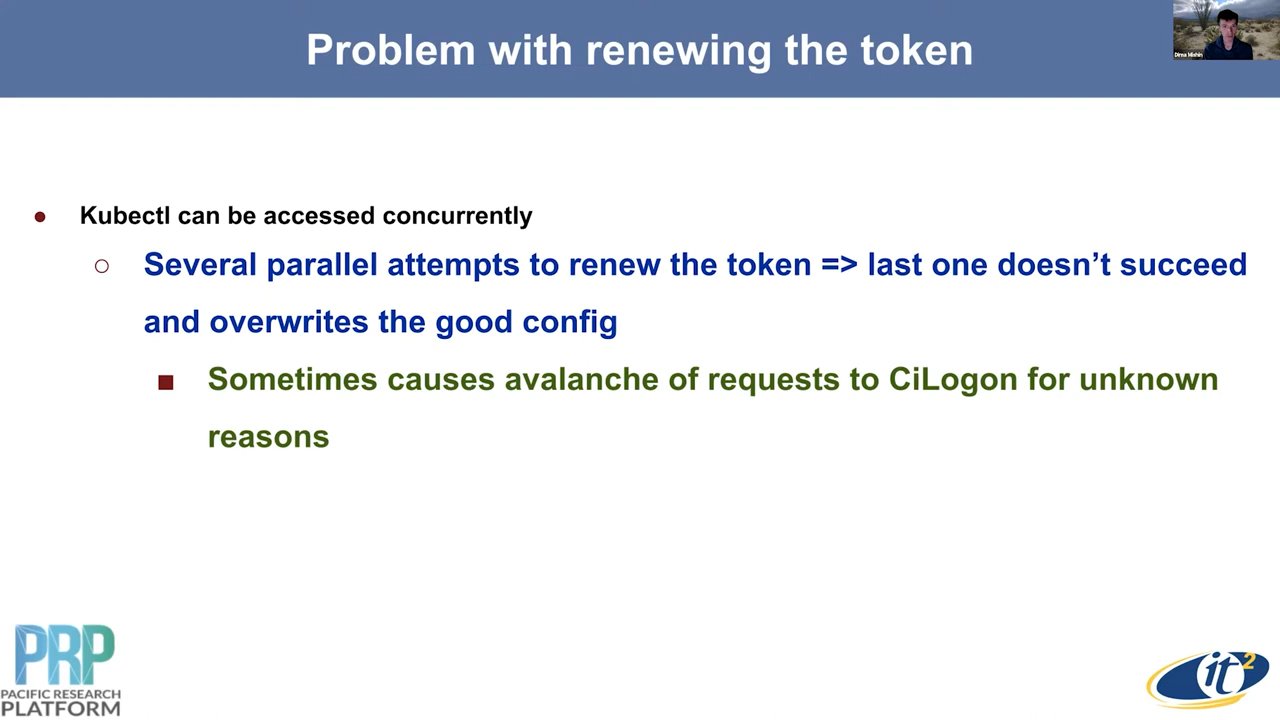 Problem with renewing the token
Dima Mishin
● Kubectl can be accessed concurrently
○ Several parallel attempts to renew the token => last one doesn’t succeed
and overwrites the good config
■ Sometimes causes avalanche of requests to CiLogon for unknown
reasons
PRP
PACIFIC RESEARCH
PLATFORM
it2